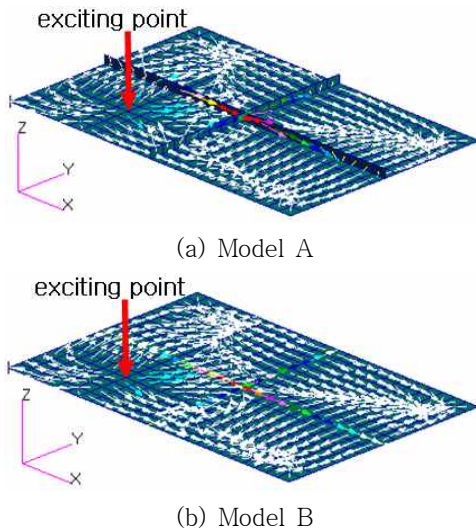 exciting point
Z
Y
X
(a) Model A
exciting point
Z
Y
X
(b) Model B